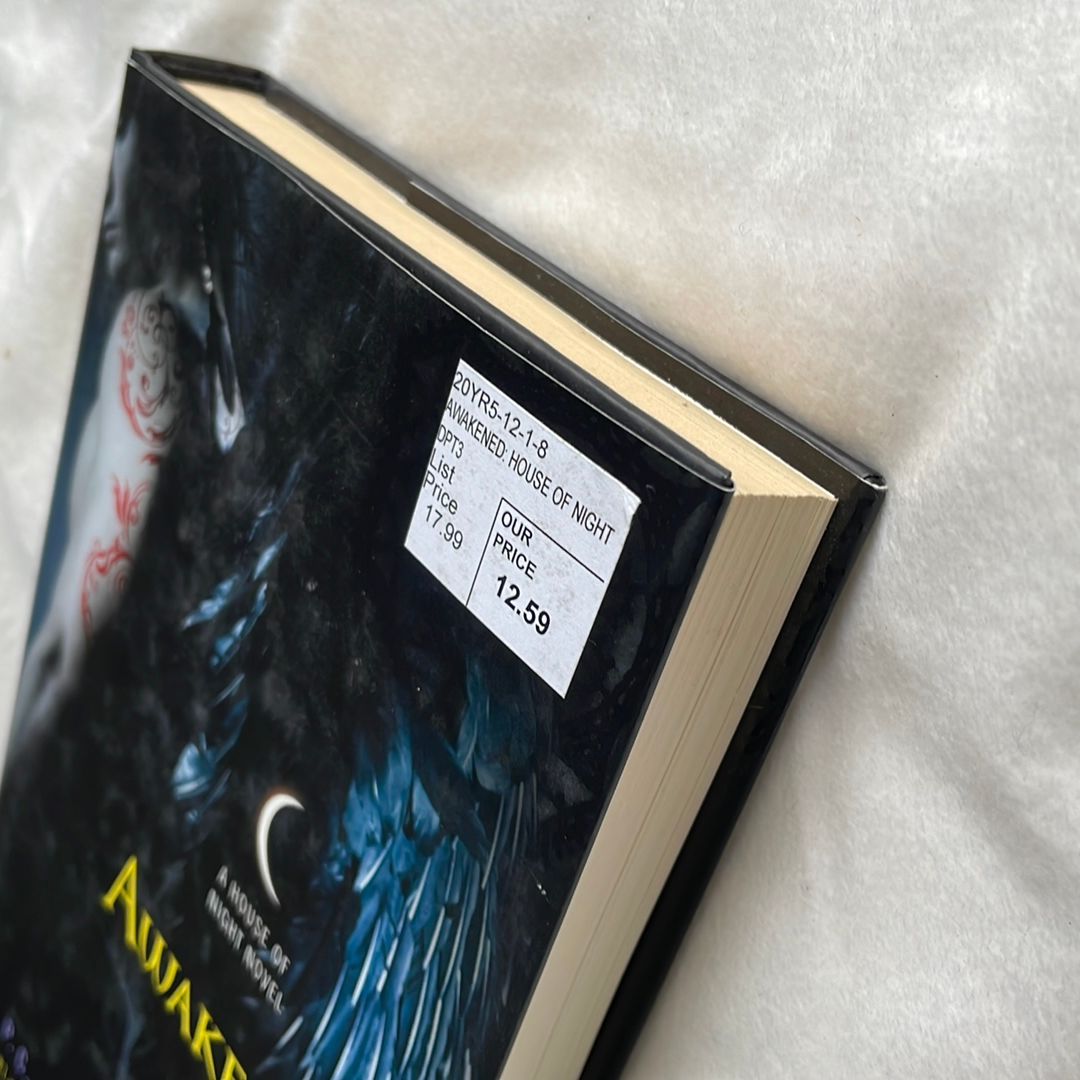 20YR5-12-1-8
AWAKENED: HOUSE OF NIGHT
DPT3
List
Price
17.99
OUR
PRICE
12.59
A HOUSE OF
NIGHT NOVEL
AWAKE